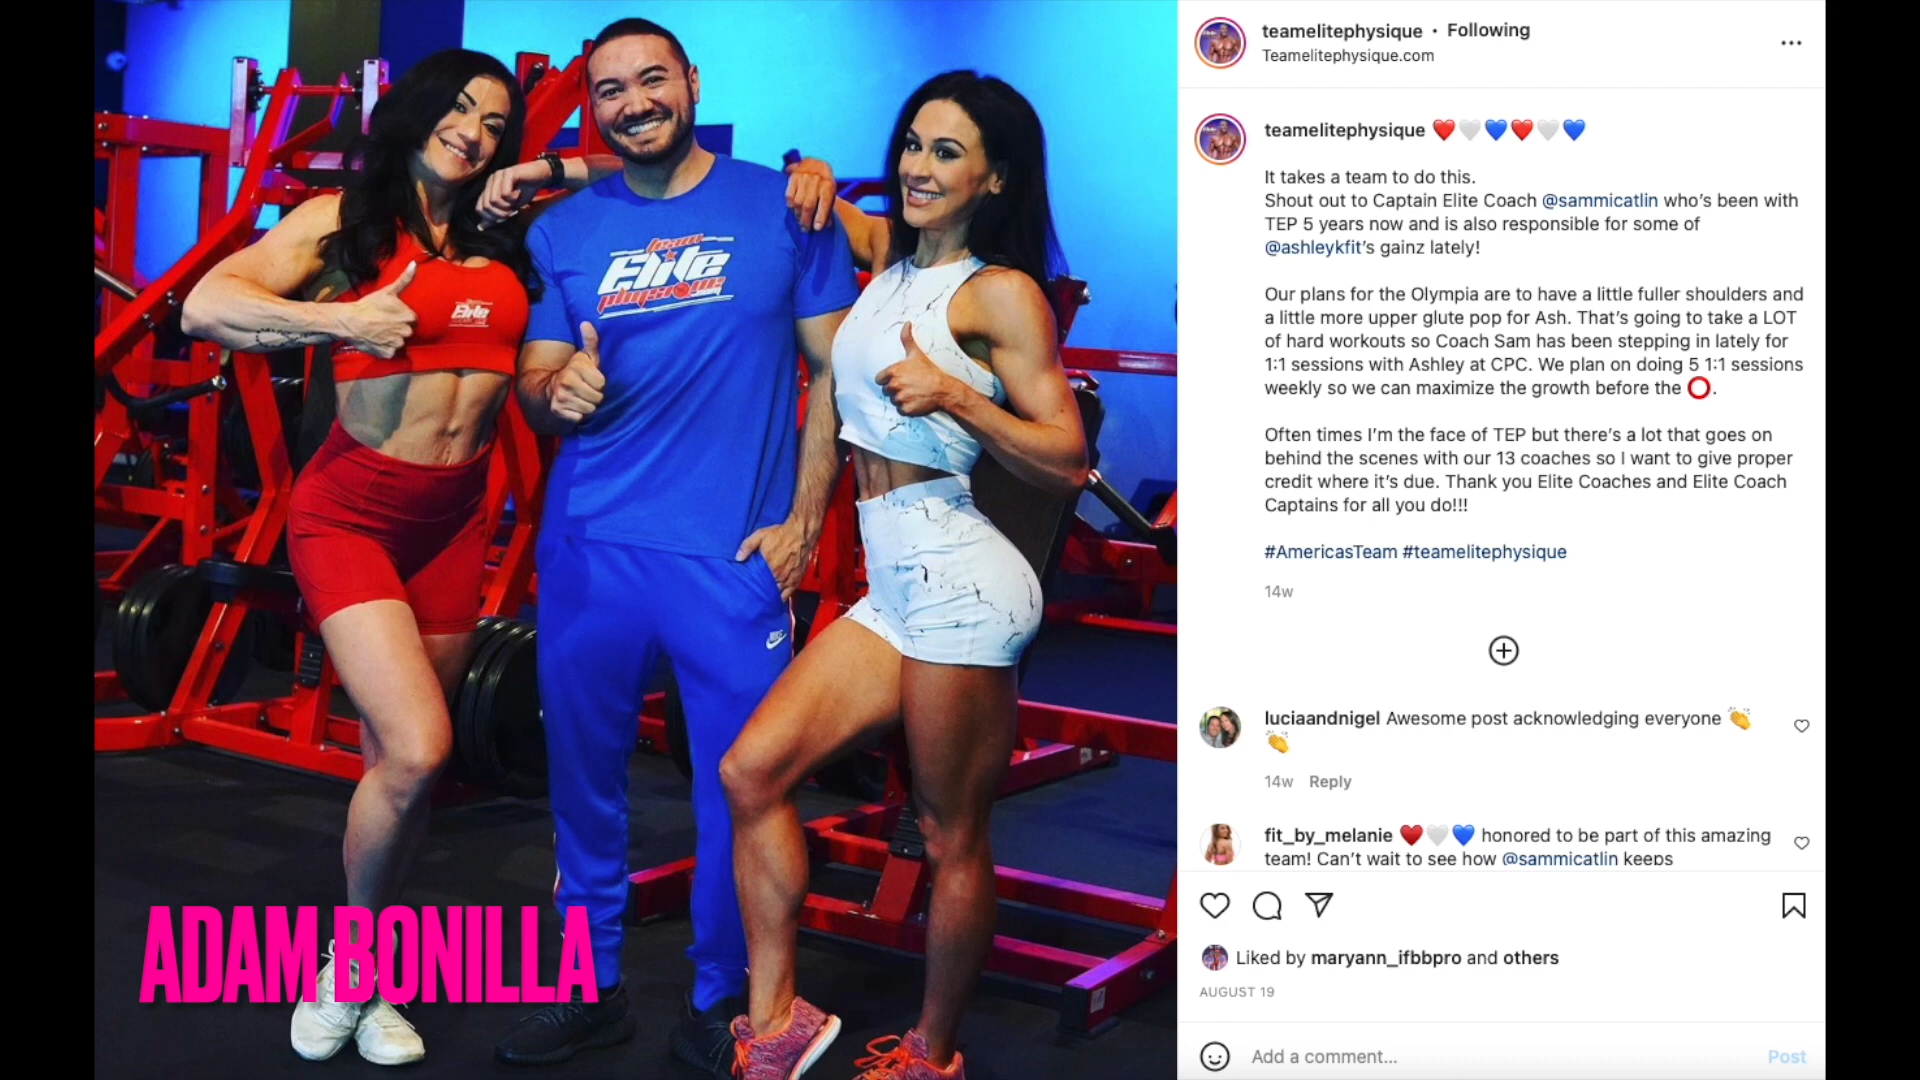 teamelitephysique • Following
Teamelitephysique.com
teamelitephysique ❤️🤍💙❤️🤍💙
It takes a team to do this.
Shout out to Captain Elite Coach @sammicatlin who's been with
TEP 5 years now and is also responsible for some of
@ashleykfit's gainz lately!
Our plans for the Olympia are to have a little fuller shoulders and
a little more upper glute pop for Ash. That's going to take a LOT
of hard workouts so Coach Sam has been stepping in lately for
1:1 sessions with Ashley at CPC. We plan on doing 5 1:1 sessions
weekly so we can maximize the growth before the ⭕.
Often times I'm the face of TEP but there's a lot that goes on
behind the scenes with our 13 coaches so I want to give proper
credit where it's due. Thank you Elite Coaches and Elite Coach
Captains for all you do!!!
#AmericasTeam #teamelitephysique
14w
luciaandnigel Awesome post acknowledging everyone 👏
👏
14w Reply
fit_by_melanie ❤️🤍💙 honored to be part of this amazing
team! Can't wait to see how @sammicatlin keeps
Liked by maryann_ifbbpro and others
AUGUST 19
Add a comment... Post
team
Elite
physique
Elite
NIKE
ADAM BONILLA